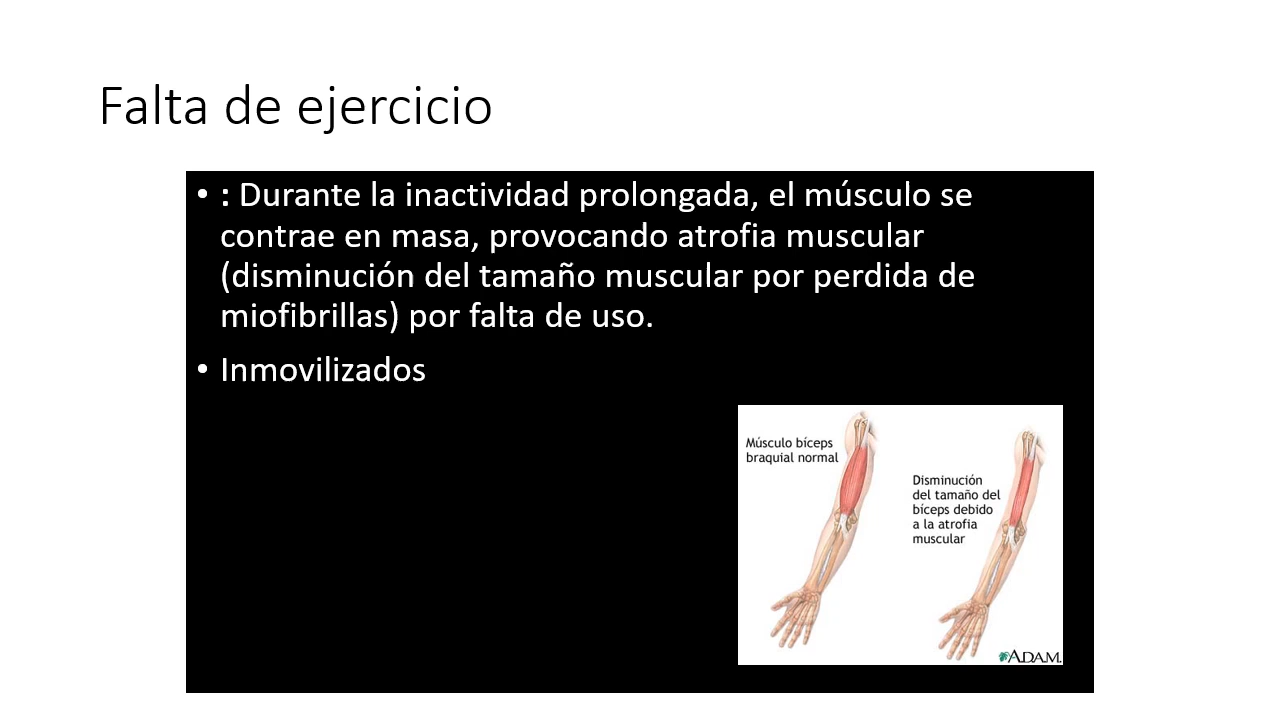 Falta de ejercicio
• : Durante la inactividad prolongada, el músculo se
contrae en masa, provocando atrofia muscular
(disminución del tamaño muscular por perdida de
miofibrillas) por falta de uso.
• Inmovilizados
Músculo bíceps
braquial normal
Disminución
del tamaño del
bíceps debido
a la atrofia
muscular
A.D.A.M.